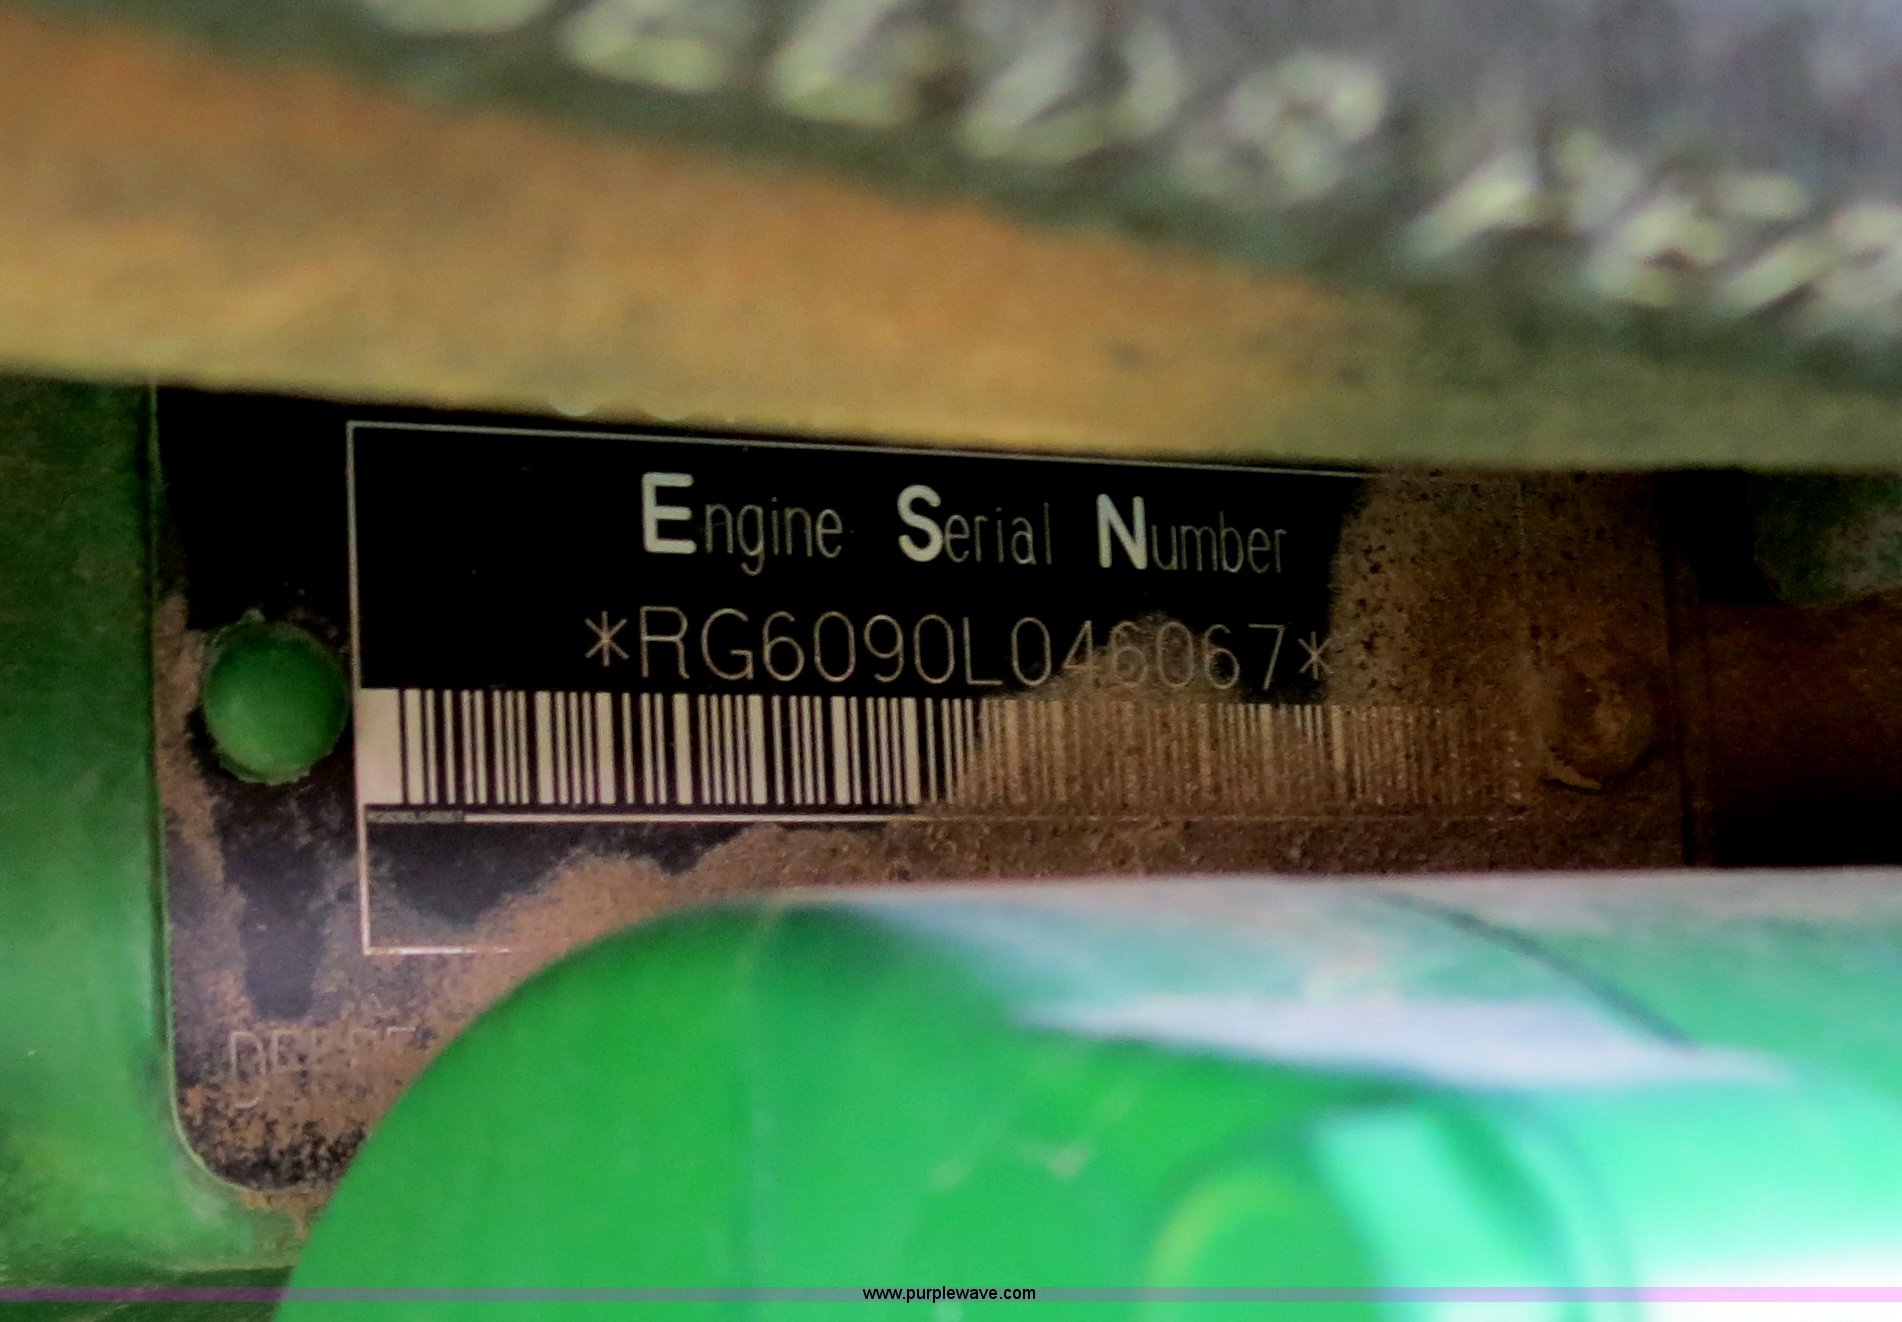 Engine Serial Number
*RG6090L046067*
www.purplewave.com